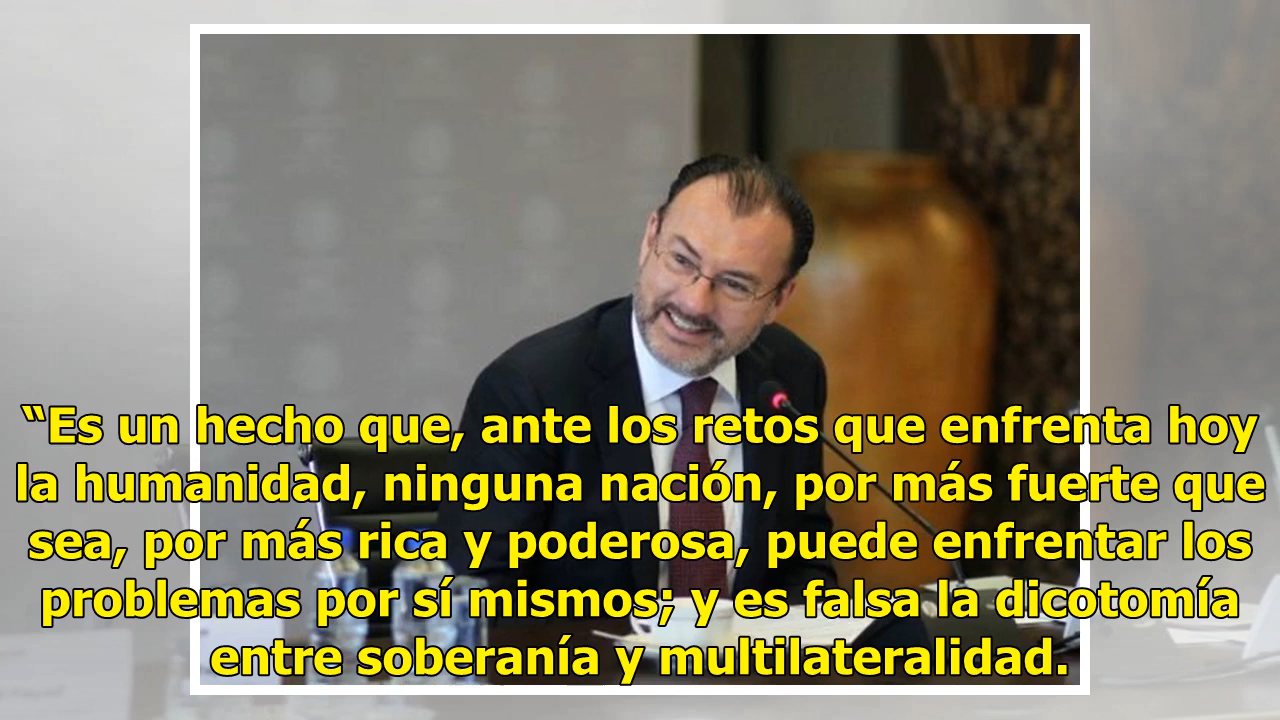 “Es un hecho que, ante los retos que enfrenta hoy
la humanidad, ninguna nación, por más fuerte que
sea, por más rica y poderosa, puede enfrentar los
problemas por sí mismos; y es falsa la dicotomía
entre soberanía y multilateralidad.